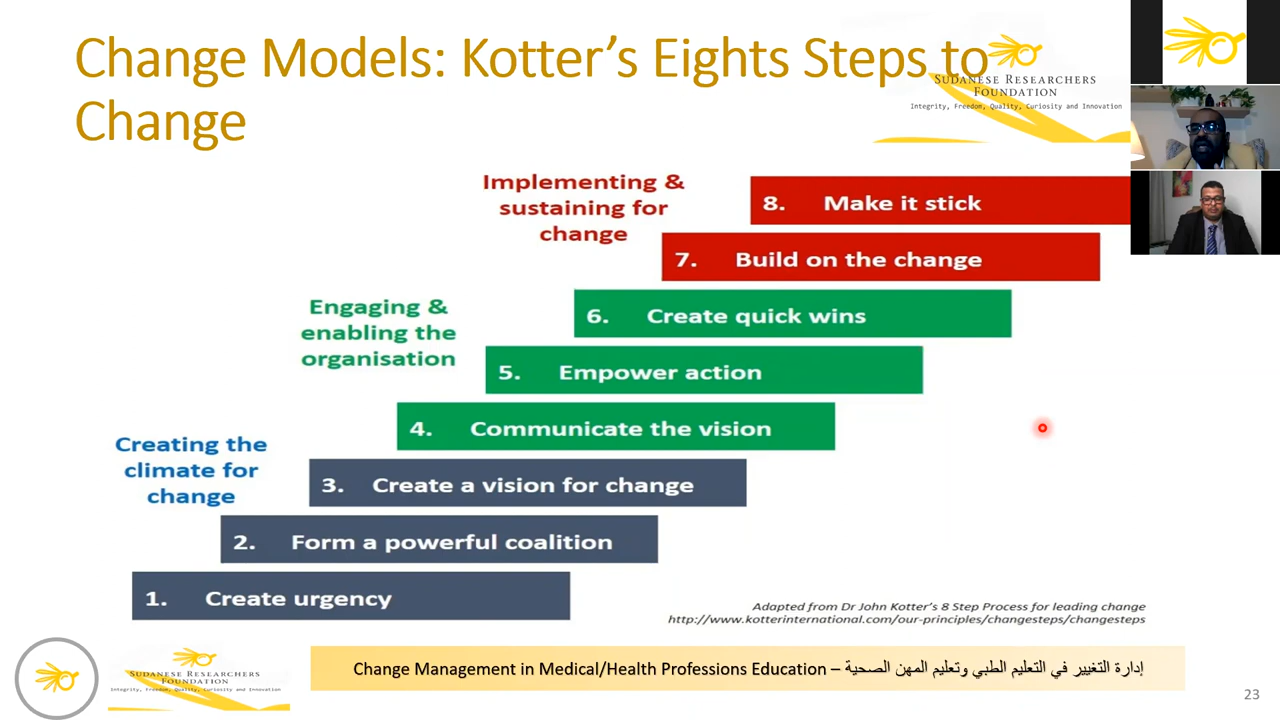 Change Models: Kotter’s Eights Steps to
Change
SUDANESE RESEARCHERS
FOUNDATION
Integrity, Freedom, Quality, Curiosity and Innovation
Implementing &
sustaining for
change
8. Make it stick
7. Build on the change
Engaging &
enabling the
organisation
6. Create quick wins
5. Empower action
4. Communicate the vision
Creating the
climate for
change
3. Create a vision for change
2. Form a powerful coalition
1. Create urgency
Adapted from Dr John Kotter’s 8 Step Process for leading change
http://www.kotterinternational.com/our-principles/changesteps/changesteps
SUDANESE RESEARCHERS
FOUNDATION
Integrity, Freedom, Quality, Curiosity and Innovation
Change Management in Medical/Health Professions Education – إدارة التغيير في التعليم الطبي وتعليم المهن الصحية
23